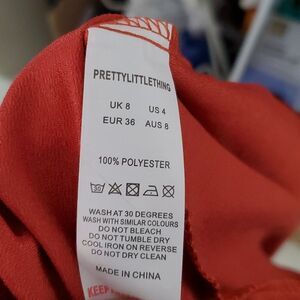 PRETTYLITTLETHING
UK 8 US 4
EUR 36 AUS 8
100% POLYESTER
WASH AT 30 DEGREES
WASH WITH SIMILAR COLOURS
DO NOT BLEACH
DO NOT TUMBLE DRY
COOL IRON ON REVERSE
DO NOT DRY CLEAN
MADE IN CHINA
KEEP